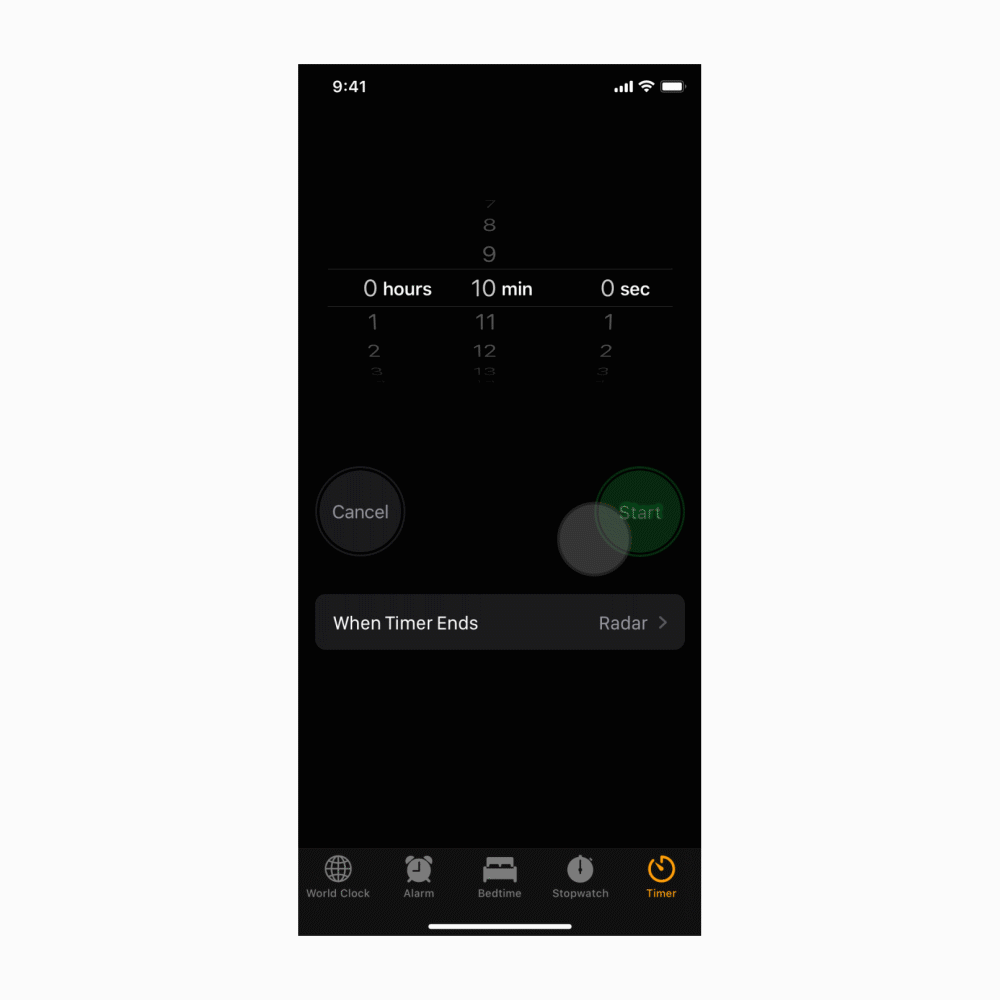 9:41
7
8
9
0 hours 10 min 0 sec
1 11 1
2 12 2
3 13 3
Cancel Start
When Timer Ends Radar
World Clock Alarm Bedtime Stopwatch Timer